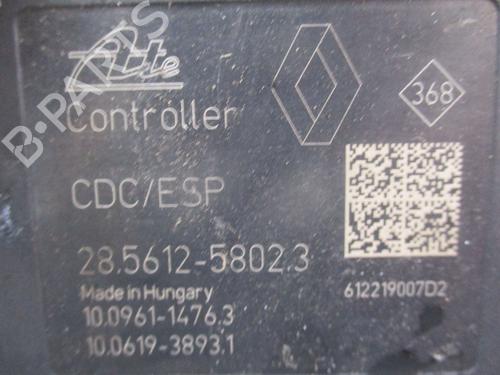 B-PARTS
Ate
368
Controller
CDC/ESP
28.5612-5802.3
Made in Hungary
612219007D2
10.0961-1476.3
10.0619-3893.1